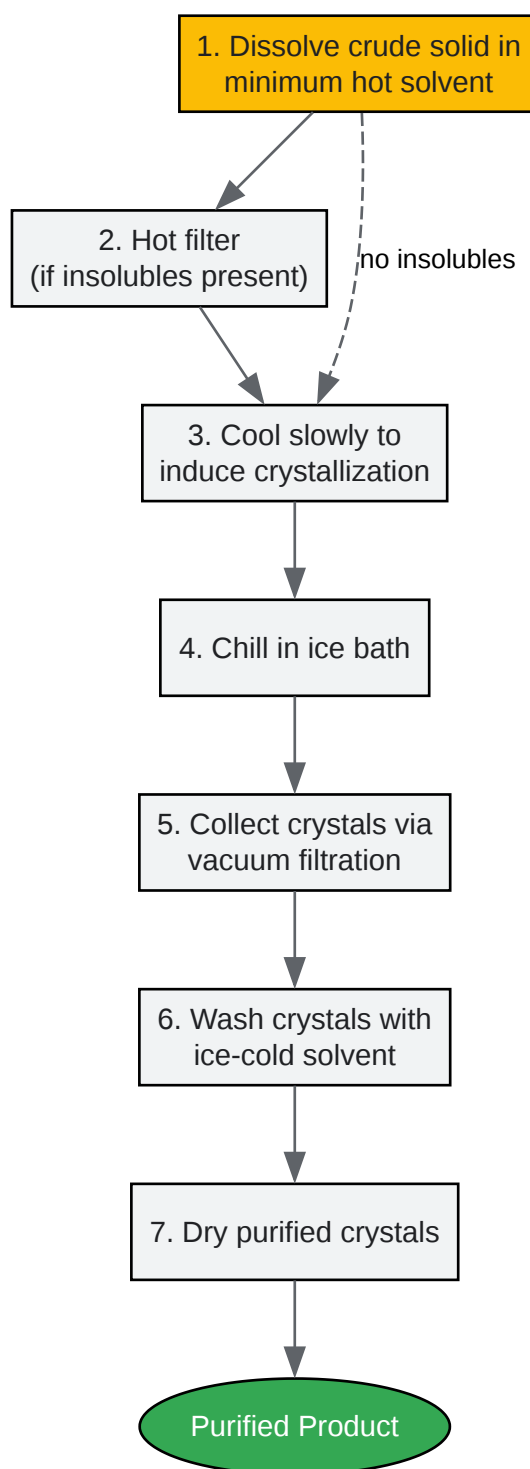 1. Dissolve crude solid in
minimum hot solvent
2. Hot filter
(if insolubles present)
no insolubles
3. Cool slowly to
induce crystallization
4. Chill in ice bath
5. Collect crystals via
vacuum filtration
6. Wash crystals with
ice-cold solvent
7. Dry purified crystals
Purified Product